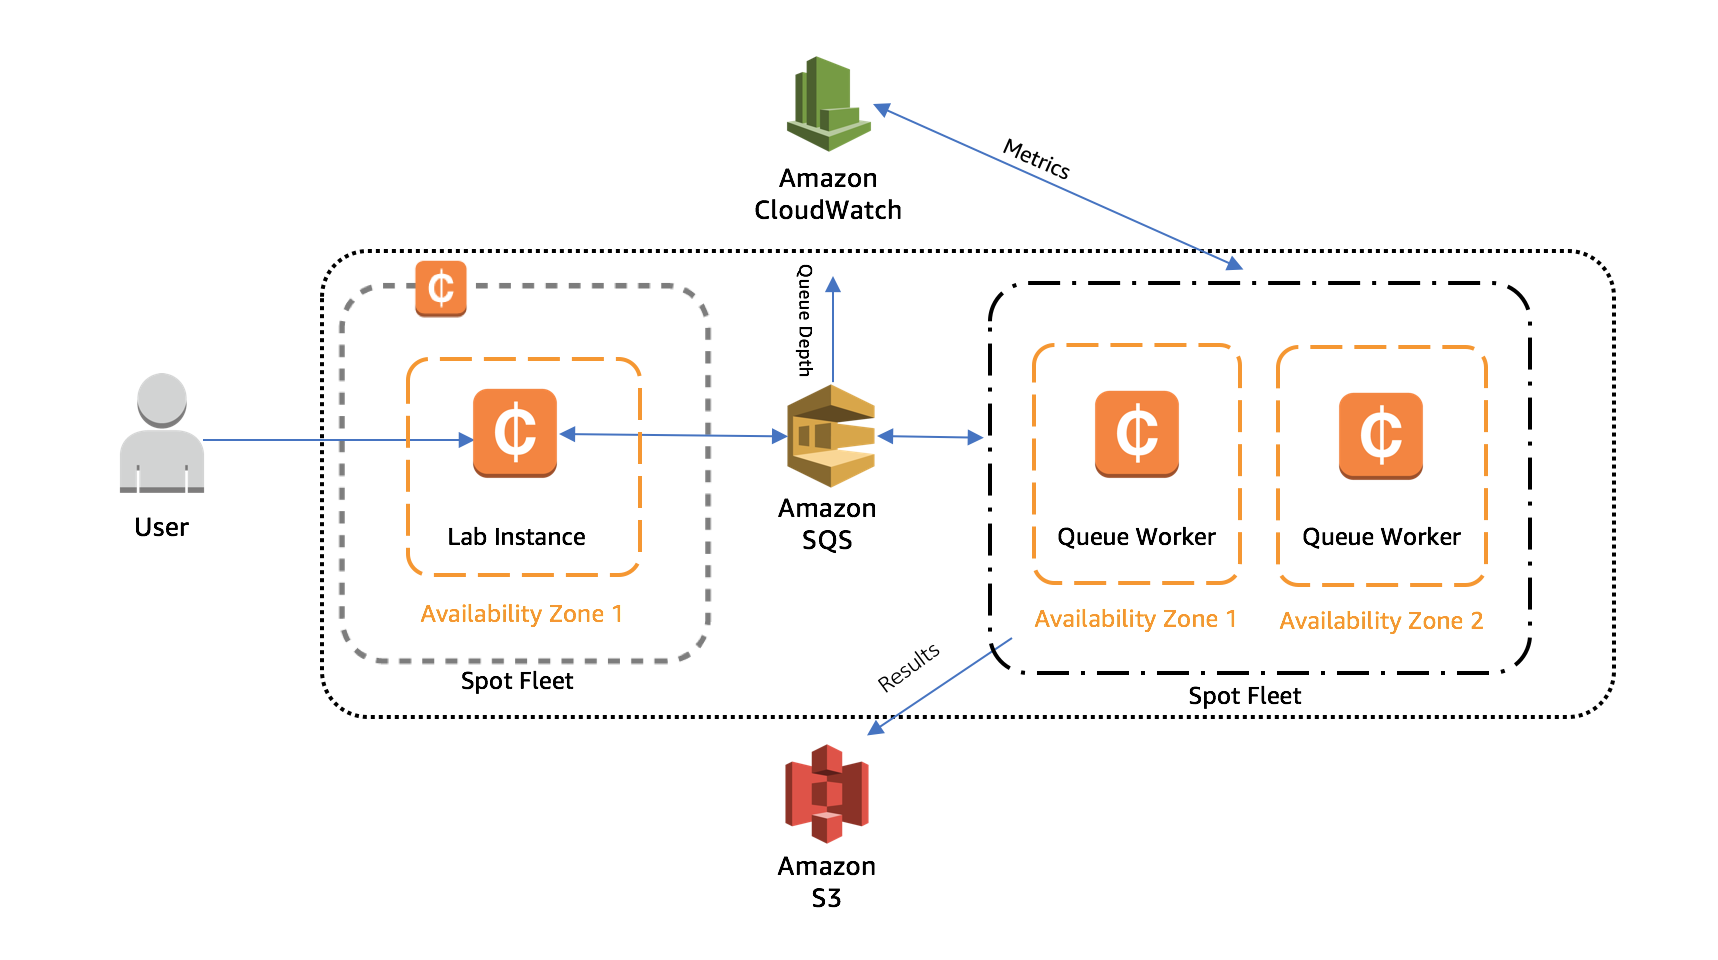 Amazon
CloudWatch
Metrics
Queue Depth
User
Lab Instance
Availability Zone 1
Spot Fleet
Amazon
SQS
Queue Worker
Availability Zone 1
Queue Worker
Availability Zone 2
Spot Fleet
Results
Amazon
S3